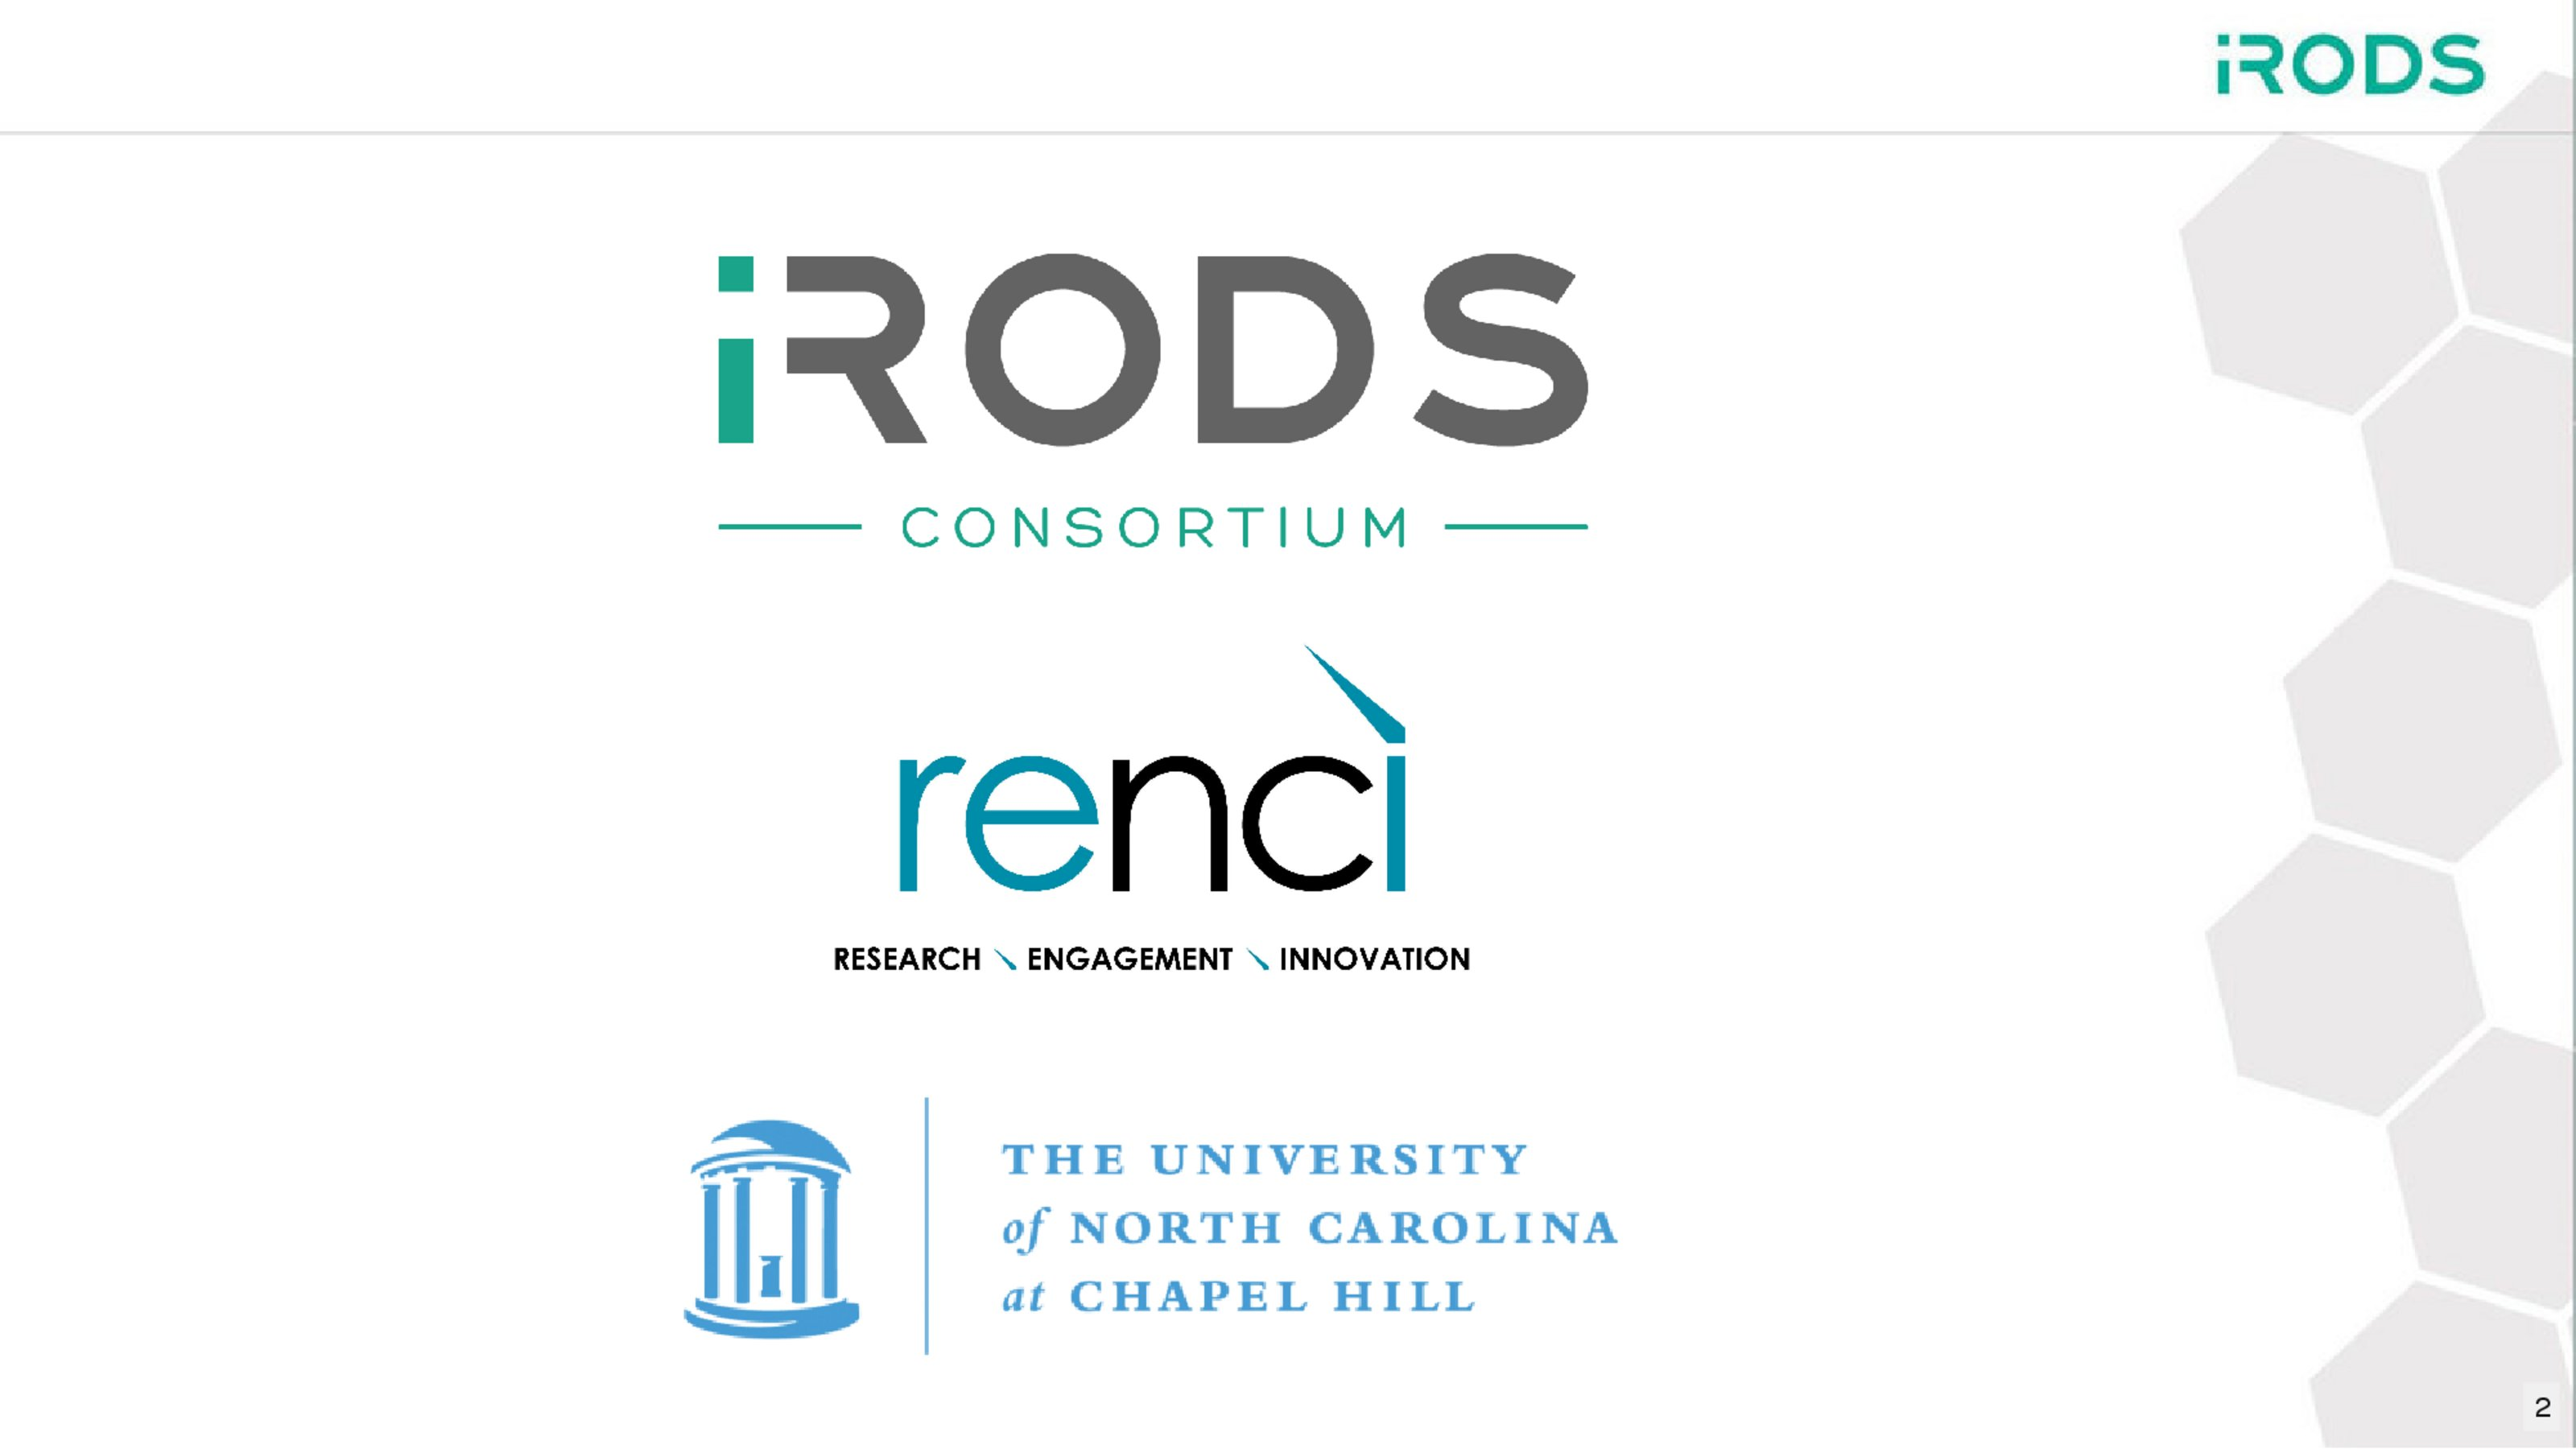 iRODS
iRODS
CONSORTIUM
renci
RESEARCH \ ENGAGEMENT \ INNOVATION
THE UNIVERSITY
of NORTH CAROLINA
at CHAPEL HILL
2